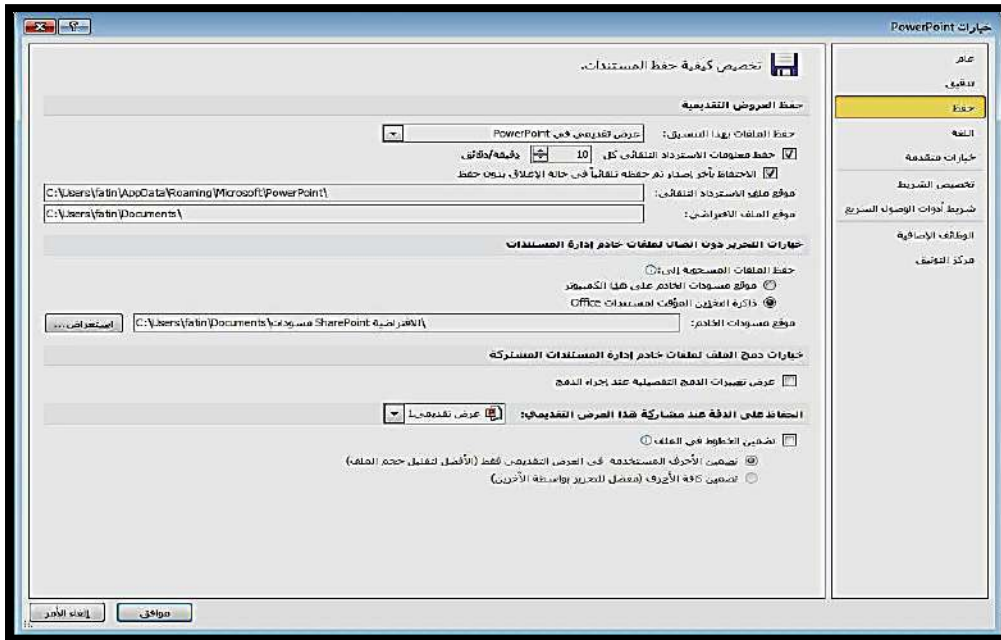 خيارات PowerPoint
عام
تدقيق
حفظ
اللغة
خيارات متقدمة
تخصيص الشريط
شريط أدوات الوصول السريع
الوظائف الإضافية
مركز التوثيق
تخصيص كيفية حفظ المستندات.
حفظ العروض التقديمية
حفظ الملفات بهذا التنسيق: عرض تقديمي في PowerPoint
حفظ معلومات الاسترداد التلقائي كل 10 دقيقة/دقائق
الاحتفاظ بآخر إصدار تم حفظه تلقائياً في حالة الإغلاق بدون حفظ
موقع ملف الاسترداد التلقائي: C:\Users\fatin\AppData\Roaming\Microsoft\PowerPoint\
موقع الملف الافتراضي: C:\Users\fatin\Documents\
خيارات التحرير دون اتصال لملفات خادم إدارة المستندات
حفظ الملفات المسحوبة إلى:
موقع مسودات الخادم على هذا الكمبيوتر
ذاكرة التخزين المؤقت لمستندات Office
موقع مسودات الخادم: C:\Users\fatin\Documents\مسودات SharePoint الافتراضية\ استعراض...
خيارات دمج الملف لملفات خادم إدارة المستندات المشتركة
عرض تغييرات الدمج التفصيلية عند إجراء الدمج
الحفاظ على الدقة عند مشاركة هذا العرض التقديمي: عرض تقديمي1
تضمين الخطوط في الملف
تضمين الأحرف المستخدمة في العرض التقديمي فقط (الأفضل لتقليل حجم الملف)
تضمين كافة الأحرف (مفضل للتحرير بواسطة الآخرين)
موافق إلغاء الأمر